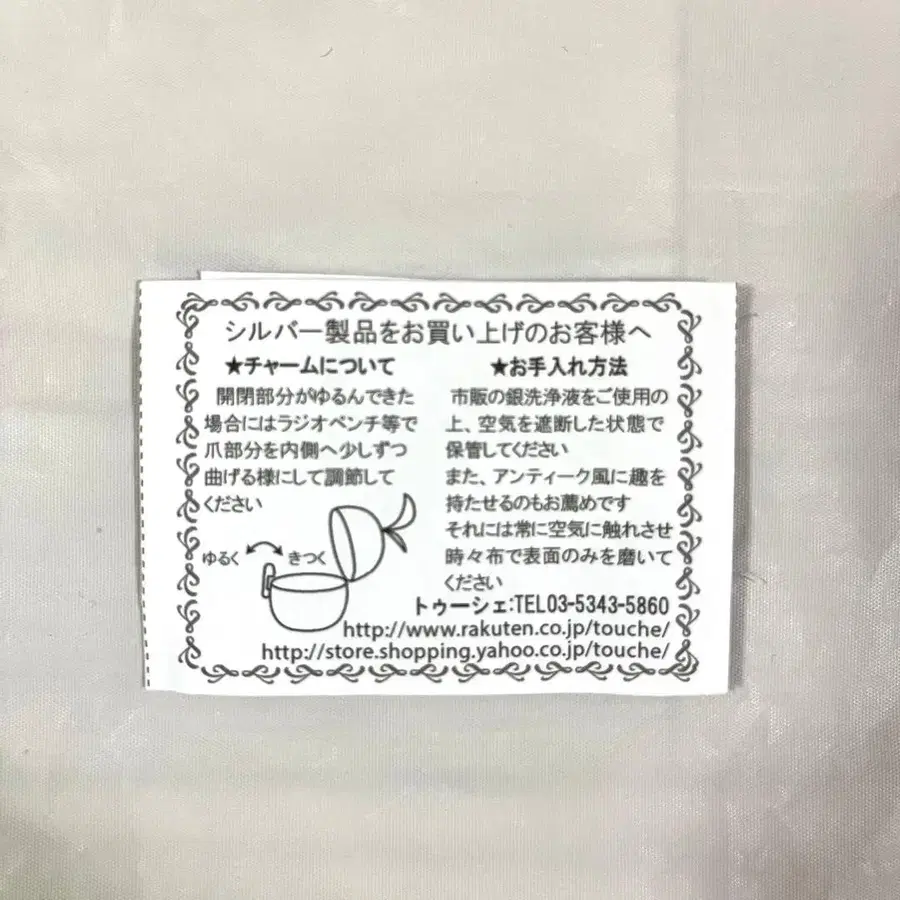 シルバー製品をお買い上げのお客様へ
★チャームについて
開閉部分がゆるんできた
場合にはラジオペンチ等で
爪部分を内側へ少しずつ
曲げる様にして調節して
ください
ゆるく
きつく
★お手入れ方法
市販の銀洗浄液をご使用の
上、空気を遮断した状態で
保管してください
また、アンティーク風に趣を
持たせるのもお薦めです
それには常に空気に触れさせ
時々布で表面のみを磨いて
ください
トゥーシェ:TEL03-5343-5860
http://www.rakuten.co.jp/touche/
http://store.shopping.yahoo.co.jp/touche/